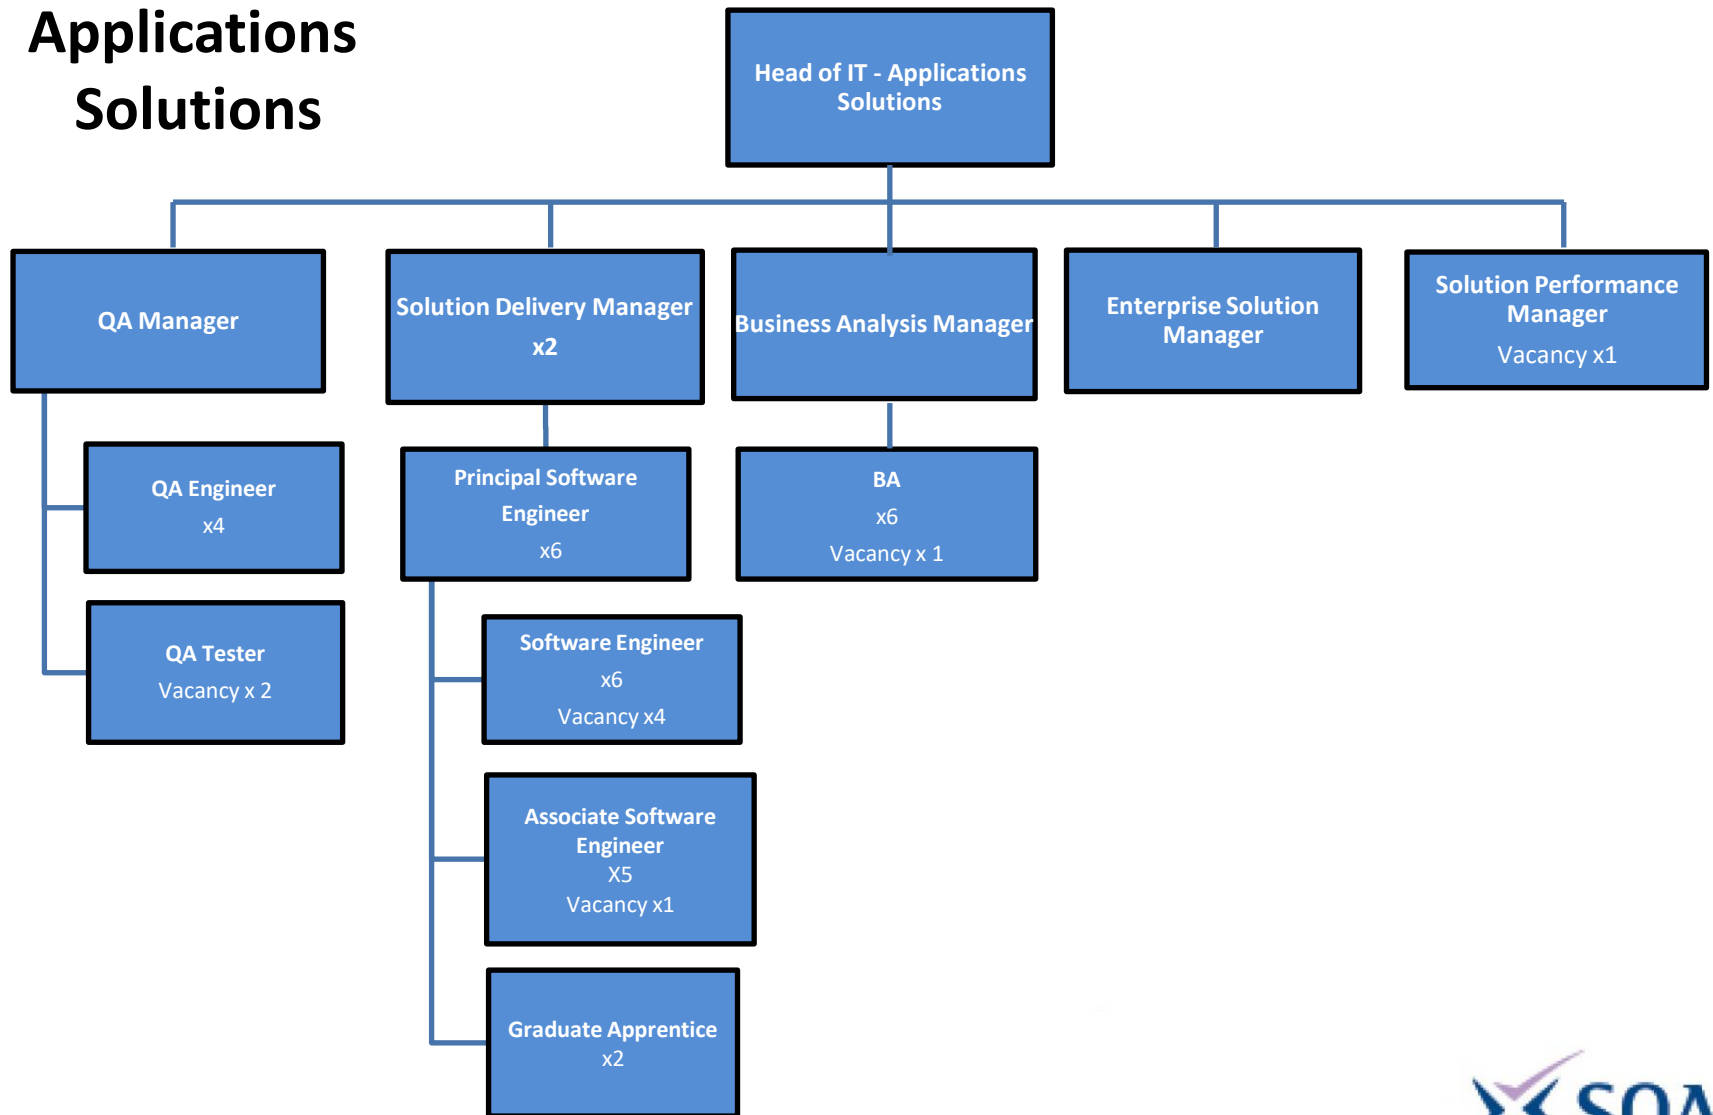 Applications
Solutions
Head of IT - Applications
Solutions
QA Manager
Solution Delivery Manager
x2
Business Analysis Manager
Enterprise Solution
Manager
Solution Performance
Manager
Vacancy x1
QA Engineer
x4
Principal Software
Engineer
x6
BA
x6
Vacancy x 1
QA Tester
Vacancy x 2
Software Engineer
x6
Vacancy x4
Associate Software
Engineer
X5
Vacancy x1
Graduate Apprentice
x2
SQA